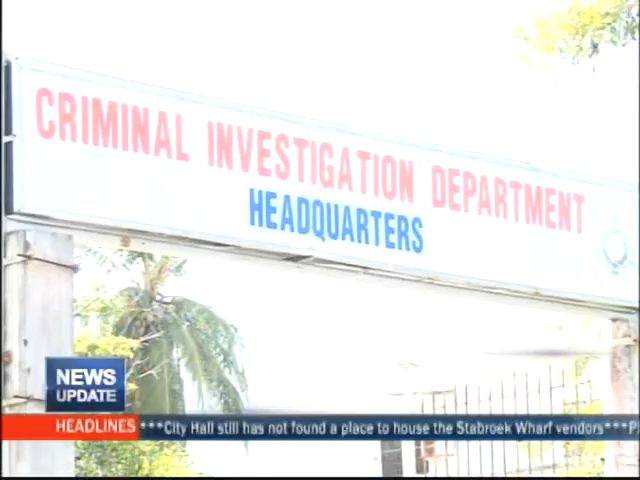 CRIMINAL INVESTIGATION DEPARTMENT
HEADQUARTERS
NEWS
UPDATE
HEADLINES
***City Hall still has not found a place to house the Stabroek Wharf vendors***Pi